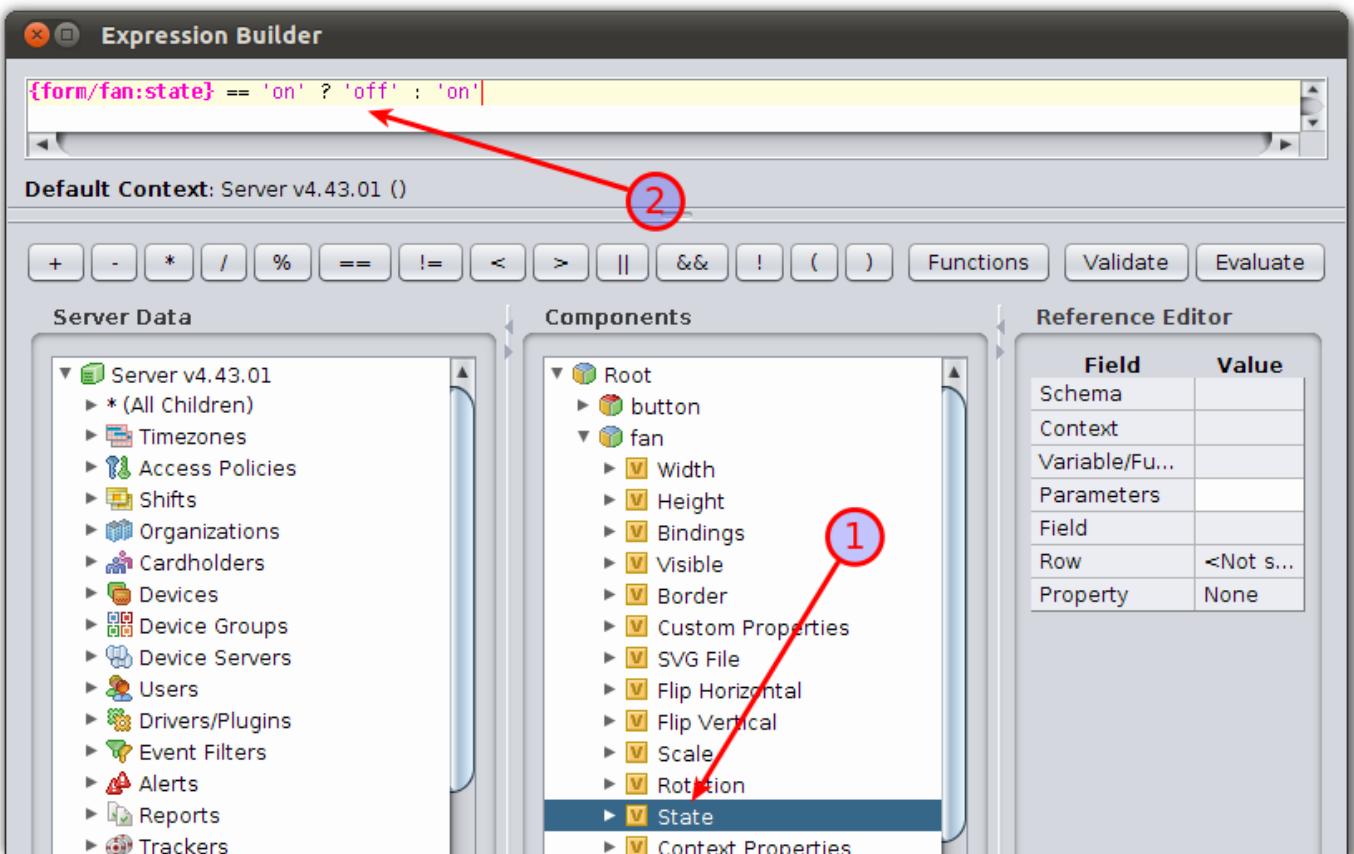 Expression Builder
{form/fan:state} == 'on' ? 'off' : 'on'
Default Context: Server v4.43.01 ()
2
+ - * / % == != < > || && ! ( ) Functions Validate Evaluate
Server Data
Server v4.43.01
* (All Children)
Timezones
Access Policies
Shifts
Organizations
Cardholders
Devices
Device Groups
Device Servers
Users
Drivers/Plugins
Event Filters
Alerts
Reports
Trackers
Components
Root
button
fan
Width
Height
Bindings
1
Visible
Border
Custom Properties
SVG File
Flip Horizontal
Flip Vertical
Scale
Rotation
State
Context Properties
Reference Editor
Field Value
Schema
Context
Variable/Fu...
Parameters
Field
Row <Not s...
Property None